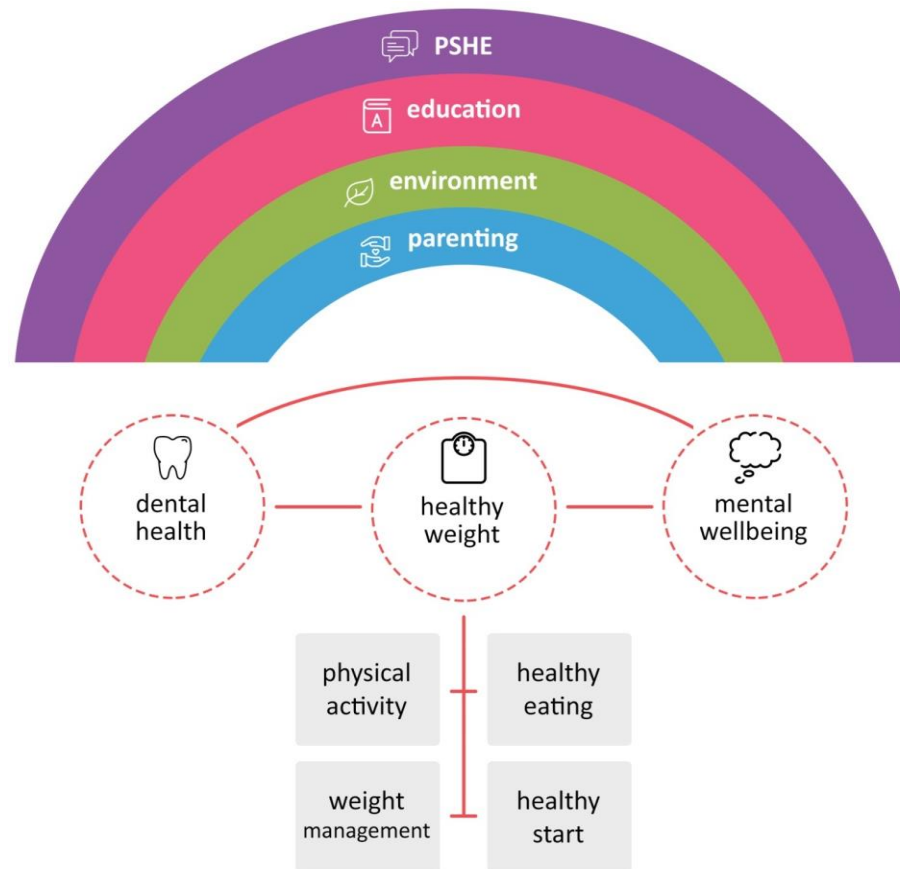 PSHE
education
environment
parenting
dental
health
healthy
weight
mental
wellbeing
physical
activity
healthy
eating
weight
management
healthy
start